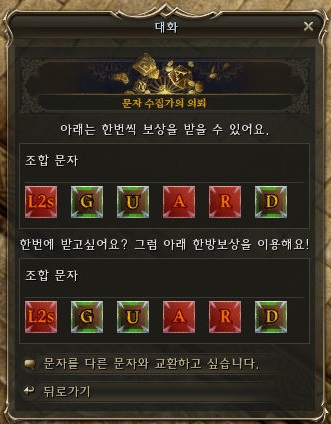 대화
문자 수집가의 의뢰
아래는 한번씩 보상을 받을 수 있어요.
조합 문자
L2s G U A R D
한번에 받고싶어요? 그럼 아래 한방보상을 이용해요!
조합 문자
L2s G U A R D
문자를 다른 문자와 교환하고 싶습니다.
뒤로가기